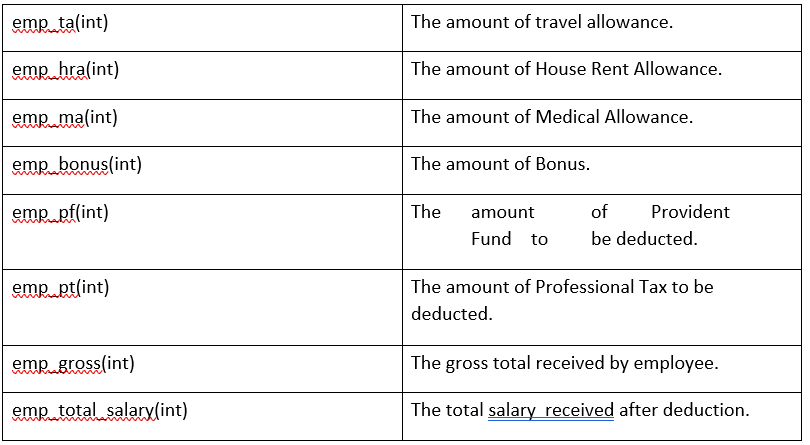 emp_ta(int) The amount of travel allowance.
emp_hra(int) The amount of House Rent Allowance.
emp_ma(int) The amount of Medical Allowance.
emp_bonus(int) The amount of Bonus.
emp_pf(int) The amount of Provident
Fund to be deducted.
emp_pt(int) The amount of Professional Tax to be
deducted.
emp_gross(int) The gross total received by employee.
emp_total_salary(int) The total salary received after deduction.